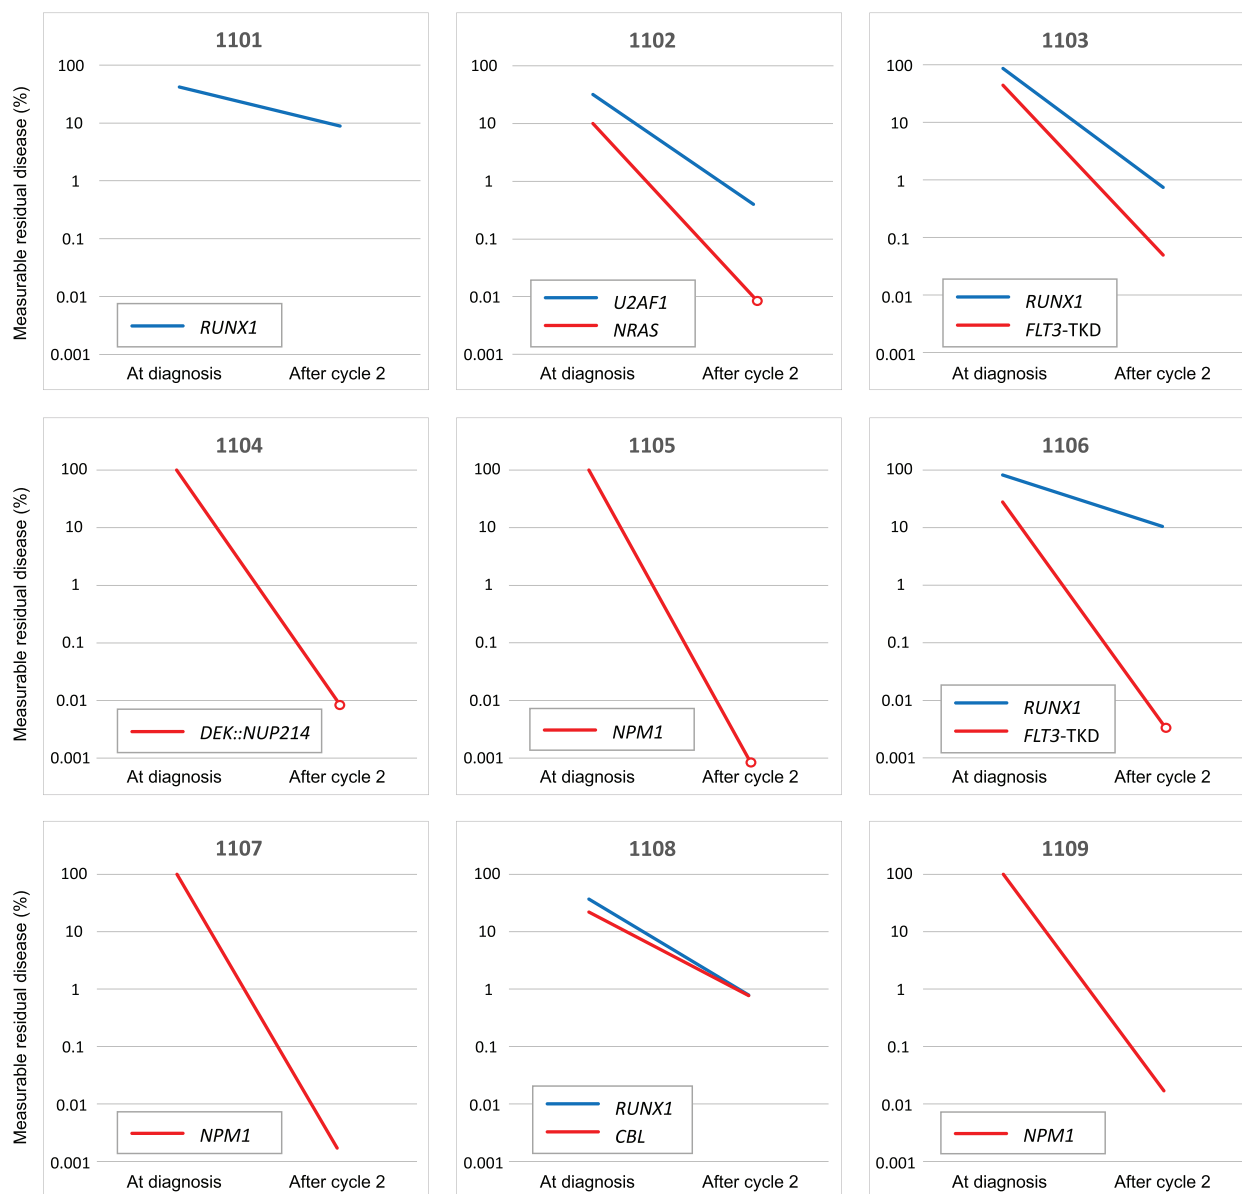 1101
Measurable residual disease (%)
100
10
1
0.1
0.01
0.001
RUNX1
At diagnosis
After cycle 2
1102
100
10
1
0.1
0.01
0.001
U2AF1
NRAS
At diagnosis
After cycle 2
1103
100
10
1
0.1
0.01
0.001
RUNX1
FLT3-TKD
At diagnosis
After cycle 2
1104
Measurable residual disease (%)
100
10
1
0.1
0.01
0.001
DEK::NUP214
At diagnosis
After cycle 2
1105
100
10
1
0.1
0.01
0.001
NPM1
At diagnosis
After cycle 2
1106
100
10
1
0.1
0.01
0.001
RUNX1
FLT3-TKD
At diagnosis
After cycle 2
1107
Measurable residual disease (%)
100
10
1
0.1
0.01
0.001
NPM1
At diagnosis
After cycle 2
1108
100
10
1
0.1
0.01
0.001
RUNX1
CBL
At diagnosis
After cycle 2
1109
100
10
1
0.1
0.01
0.001
NPM1
At diagnosis
After cycle 2